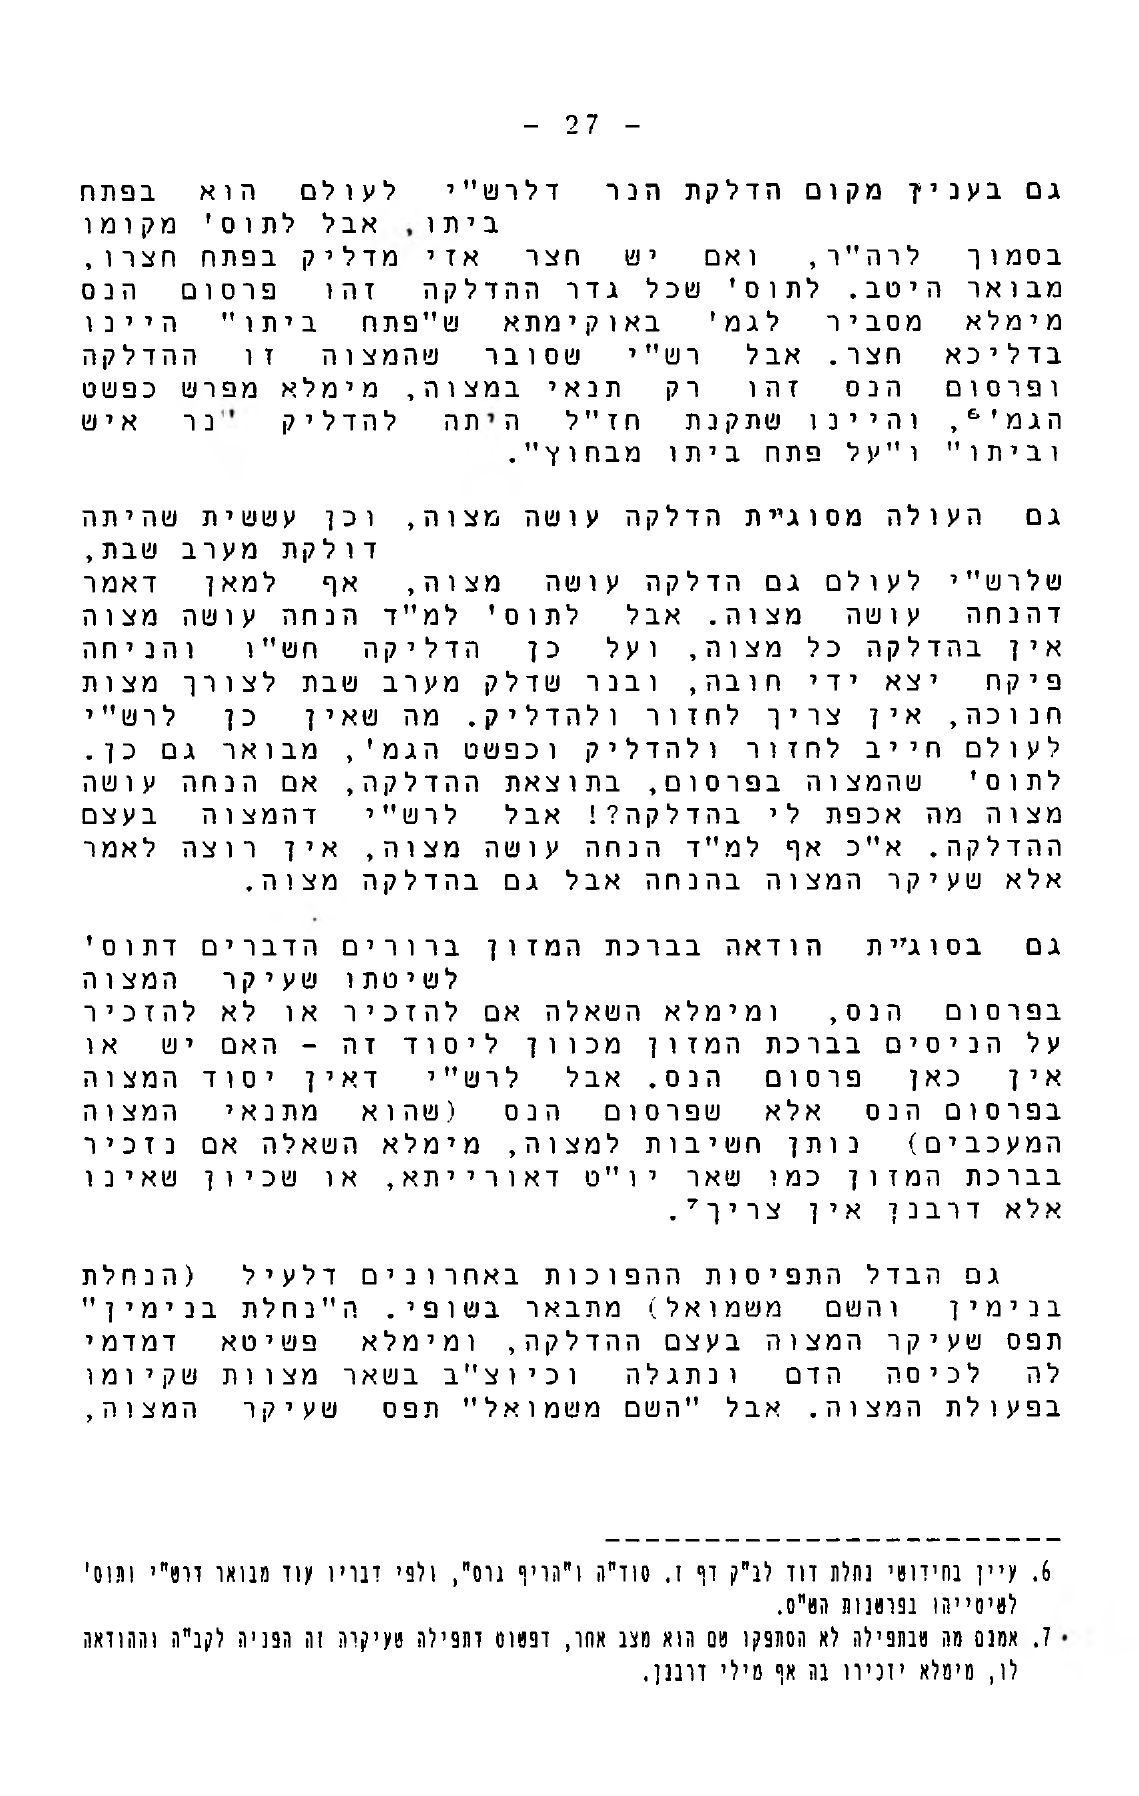 - 27 -
גם בענין מקום הדלקת הנר דלרש"י לעולם הוא בפתח
ביתו, אבל לתוס' מקומו
בסמוך לרה"ר, ואם יש חצר אזי מדליק בפתח חצרו,
מבואר היטב. לתוס' שכל גדר ההדלקה זהו פרסום הנס
מימלא מסביר לגמ' באוקימתא ש"פתח ביתו" היינו
בדליכא חצר. אבל רש"י שסובר שהמצוה זו ההדלקה
ופרסום הנס זהו רק תנאי במצוה, מימלא מפרש כפשט
הגמ'6, והיינו שתקנת חז"ל היתה להדליק "נר איש
וביתו" ו"על פתח ביתו מבחוץ".
גם העולה מסוגיית הדלקה עושה מצוה, וכן עששית שהיתה
דולקת מערב שבת,
שלרש"י לעולם גם הדלקה עושה מצוה, אף למאן דאמר
דהנחה עושה מצוה. אבל לתוס' למ"ד הנחה עושה מצוה
אין בהדלקה כל מצוה, ועל כן הדליקה חש"ו והניחה
פיקח יצא ידי חובה, ובנר שדלק מערב שבת לצורך מצות
חנוכה, אין צריך לחזור ולהדליק. מה שאין כן לרש"י
לעולם חייב לחזור ולהדליק וכפשט הגמ', מבואר גם כן.
לתוס' שהמצוה בפרסום, בתוצאת ההדלקה, אם הנחה עושה
מצוה מה אכפת לי בהדלקה?! אבל לרש"י דהמצוה בעצם
ההדלקה. א"כ אף למ"ד הנחה עושה מצוה, אין רוצה לאמר
אלא שעיקר המצוה בהנחה אבל גם בהדלקה מצוה.
גם בסוגיית הודאה בברכת המזון ברורים הדברים דתוס'
לשיטתו שעיקר המצוה
בפרסום הנס, ומימלא השאלה אם להזכיר או לא להזכיר
על הניסים בברכת המזון מכוון ליסוד זה - האם יש או
אין כאן פרסום הנס. אבל לרש"י דאין יסוד המצוה
בפרסום הנס אלא שפרסום הנס (שהוא מתנאי המצוה
המעכבים) נותן חשיבות למצוה, מימלא השאלה אם נזכיר
בברכת המזון כמו שאר יו"ט דאורייתא, או שכיון שאינו
אלא דרבנן אין צריך7.
גם הבדל התפיסות ההפוכות באחרונים דלעיל (הנחלת
בנימין והשם משמואל) מתבאר בשופי. ה"נחלת בנימין"
תפס שעיקר המצוה בעצם ההדלקה, ומימלא פשיטא דמדמי
לה לכיסה הדם ונתגלה וכיוצ"ב בשאר מצוות שקיומו
בפעולת המצוה. אבל "השם משמואל" תפס שעיקר המצוה,
6. עיין בחידושי נחלת דוד לב"ק דף ז. סוד"ה ו"הריף גרס", ולפי דבריו עוד מבואר דרש"י ותוס'
לשיטייהו בפרשנות הש"ס.
7. אמנם מה שבתפילה לא הסתפקו שם הוא מצב אחר, דפשוט דתפילה שעיקרה זה הפניה לקב"ה וההודאה
לו, מימלא יזכירו בה אף מילי דרבנן.